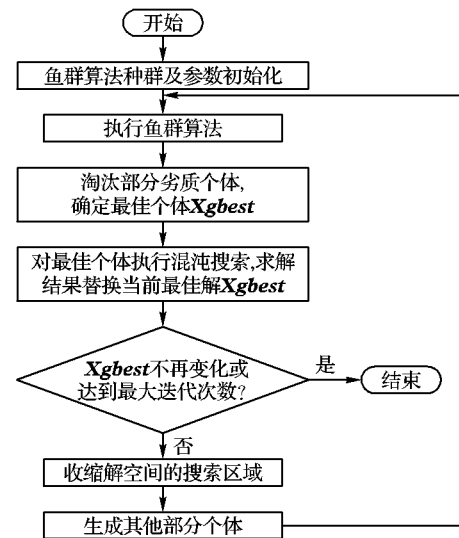 开始
鱼群算法种群及参数初始化
执行鱼群算法
淘汰部分劣质个体,
确定最佳个体Xgbest
对最佳个体执行混沌搜索,求解
结果替换当前最佳解Xgbest
Xgbest不再变化或
达到最大迭代次数?
是
结束
否
收缩解空间的搜索区域
生成其他部分个体